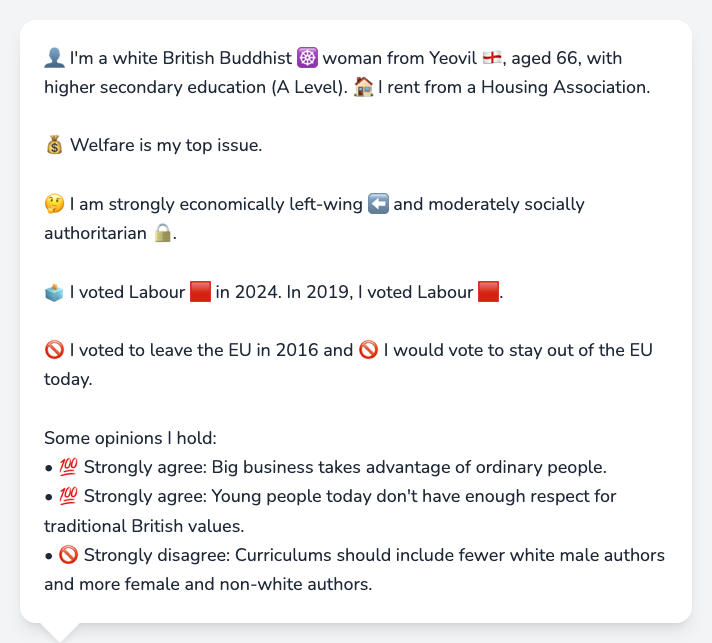 👤 I'm a white British Buddhist ☸️ woman from Yeovil 🏴󠁧󠁢󠁥󠁮󠁧󠁿, aged 66, with
higher secondary education (A Level). 🏠 I rent from a Housing Association.
💰 Welfare is my top issue.
🤔 I am strongly economically left-wing ⬅️ and moderately socially
authoritarian 🔒.
🗳️ I voted Labour 🟥 in 2024. In 2019, I voted Labour 🟥.
🚫 I voted to leave the EU in 2016 and 🚫 I would vote to stay out of the EU
today.
Some opinions I hold:
• 💯 Strongly agree: Big business takes advantage of ordinary people.
• 💯 Strongly agree: Young people today don't have enough respect for
traditional British values.
• 🚫 Strongly disagree: Curriculums should include fewer white male authors
and more female and non-white authors.